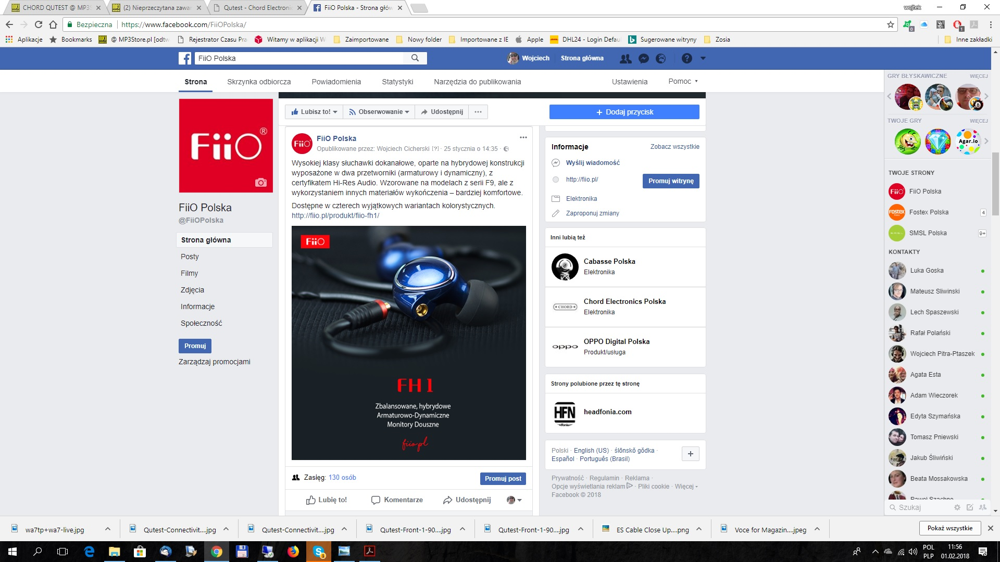 CHORD QUTEST @ MP3S
(2) Nieprzeczytana zawar
Qutest - Chord Electronic
FiiO Polska - Strona głów
wojtek
Bezpieczna
https://www.facebook.com/FiiOPolska/
Aplikacje
Bookmarks
@ MP3Store.pl [odtw
Rejestrator Czasu Pra
Witamy w aplikacji W
Zaimportowane
Nowy folder
Importowane z IE
Apple
DHL24 - Login Defau
Sugerowane witryny
Zosia
Inne zakładki
FiiO Polska
Wojciech
Strona główna
Strona
Skrzynka odbiorcza
Powiadomienia
Statystyki
Narzędzia do publikowania
Ustawienia
Pomoc
FiiO®
FiiO Polska
@FiiOPolska
Strona główna
Posty
Filmy
Zdjęcia
Informacje
Społeczność
Promuj
Zarządzaj promocjami
Lubisz to!
Obserwowanie
Udostępnij
+ Dodaj przycisk
FiiO
FiiO Polska
Opublikowane przez: Wojciech Cicherski [?] · 25 stycznia o 14:35 ·
Wysokiej klasy słuchawki dokanałowe, oparte na hybrydowej konstrukcji
wyposażone w dwa przetworniki (armaturowy i dynamiczny), z
certyfikatem Hi-Res Audio. Wzorowane na modelach z serii F9, ale z
wykorzystaniem innych materiałów wykończenia – bardziej komfortowe.
Dostępne w czterech wyjątkowych wariantach kolorystycznych.
http://fiio.pl/produkt/fiio-fh1/
FiiO
FH1
Zbalansowane, hybrydowe
Armaturowo-Dynamiczne
Monitory Douszne
fiio.pl
Zasięg: 130 osób
Promuj post
Lubię to!
Komentarze
Udostępnij
Informacje
Zobacz wszystkie
Wyślij wiadomość
http://fiio.pl/
Promuj witrynę
Elektronika
Zaproponuj zmiany
Inni lubią też
Cabasse Polska
Elektronika
CHORD
Chord Electronics Polska
Elektronika
oppo
OPPO Digital Polska
Produkt/usługa
Strony polubione przez tę stronę
HFN
headfonia.com
Polski · English (US) · ślōnskŏ gŏdka ·
Español · Português (Brasil)
+
Prywatność · Regulamin · Reklama ·
Opcje wyświetlania reklam · Pliki cookie · Więcej
Facebook © 2018
GRY BŁYSKAWICZNE
WIĘCEJ
8
TWOJE GRY
WIĘCEJ
Agar.io
TWOJE STRONY
FiiO
FiiO Polska
FOSTEX
Fostex Polska
4
SMSL Polska
9+
KONTAKTY
Luka Goska
Mateusz Sliwinski
Lech Spaszewski
Rafał Polański
Wojciech Pitra-Ptaszek
Agata Esta
Adam Wieczorek
Edyta Szymańska
Tomasz Pniewski
Jakub Śliwiński
Beata Mossakowska
Paweł Szachno
Szukaj
wa7tp+wa7-live.jpg
Qutest-Connectivit....jpg
Qutest-Connectivit....jpg
Qutest-Front-1-90....jpg
Qutest-Front-1-90....jpg
ES Cable Close Up....png
Voce for Magazin....jpeg
Pokaż wszystkie
POL
PLP
11:56
01.02.2018